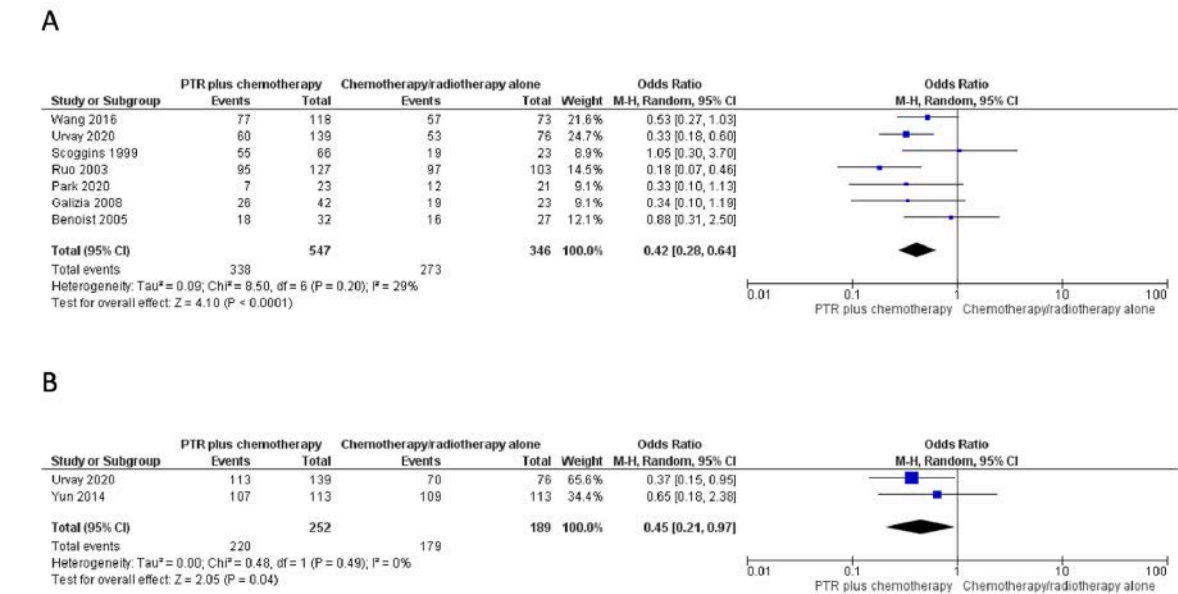 A
PTR plus chemotherapy Chemotherapy/radiotherapy alone Odds Ratio Odds Ratio
Study or Subgroup Events Total Events Total Weight M-H, Random, 95% CI M-H, Random, 95% CI
Wang 2016 77 118 57 73 21.6% 0.53 [0.27, 1.03]
Urvay 2020 60 139 53 76 24.7% 0.33 [0.18, 0.60]
Scoggins 1999 55 66 19 23 8.9% 1.05 [0.30, 3.70]
Ruo 2003 95 127 97 103 14.5% 0.18 [0.07, 0.46]
Park 2020 7 23 12 21 9.1% 0.33 [0.10, 1.13]
Galizia 2008 26 42 19 23 9.1% 0.34 [0.10, 1.19]
Benoist 2005 18 32 16 27 12.1% 0.88 [0.31, 2.50]
Total (95% CI) 547 346 100.0% 0.42 [0.28, 0.64]
Total events 338 273
Heterogeneity: Tau² = 0.09; Chi² = 8.50, df = 6 (P = 0.20); I² = 29%
Test for overall effect: Z = 4.10 (P < 0.0001)
0.01 0.1 1 10 100
PTR plus chemotherapy Chemotherapy/radiotherapy alone
B
PTR plus chemotherapy Chemotherapy/radiotherapy alone Odds Ratio Odds Ratio
Study or Subgroup Events Total Events Total Weight M-H, Random, 95% CI M-H, Random, 95% CI
Urvay 2020 113 139 70 76 65.6% 0.37 [0.15, 0.95]
Yun 2014 107 113 109 113 34.4% 0.65 [0.18, 2.38]
Total (95% CI) 252 189 100.0% 0.45 [0.21, 0.97]
Total events 220 179
Heterogeneity: Tau² = 0.00; Chi² = 0.48, df = 1 (P = 0.49); I² = 0%
Test for overall effect: Z = 2.05 (P = 0.04)
0.01 0.1 1 10 100
PTR plus chemotherapy Chemotherapy/radiotherapy alone